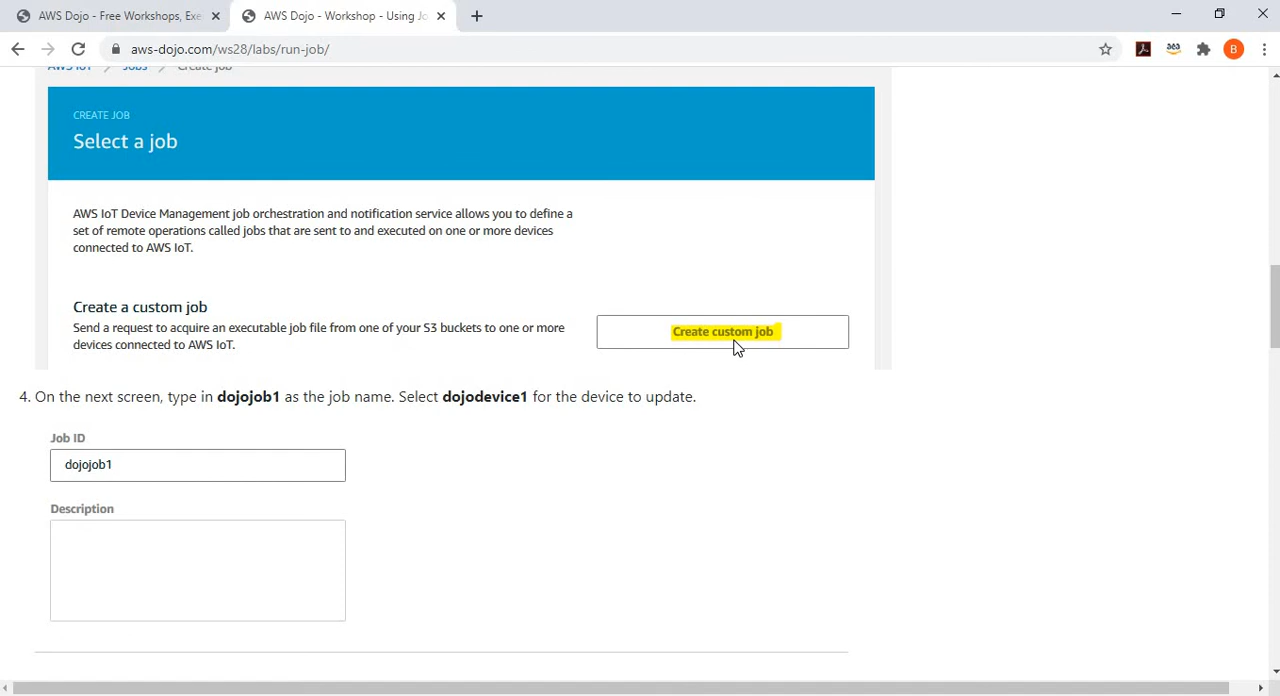 AWS Dojo - Free Workshops, Exe
AWS Dojo - Workshop - Using Jo
aws-dojo.com/ws28/labs/run-job/
B
AWS IoT / Jobs / Create job
CREATE JOB
Select a job
AWS IoT Device Management job orchestration and notification service allows you to define a
set of remote operations called jobs that are sent to and executed on one or more devices
connected to AWS IoT.
Create a custom job
Send a request to acquire an executable job file from one of your S3 buckets to one or more
devices connected to AWS IoT.
Create custom job
4. On the next screen, type in dojojob1 as the job name. Select dojodevice1 for the device to update.
Job ID
dojojob1
Description